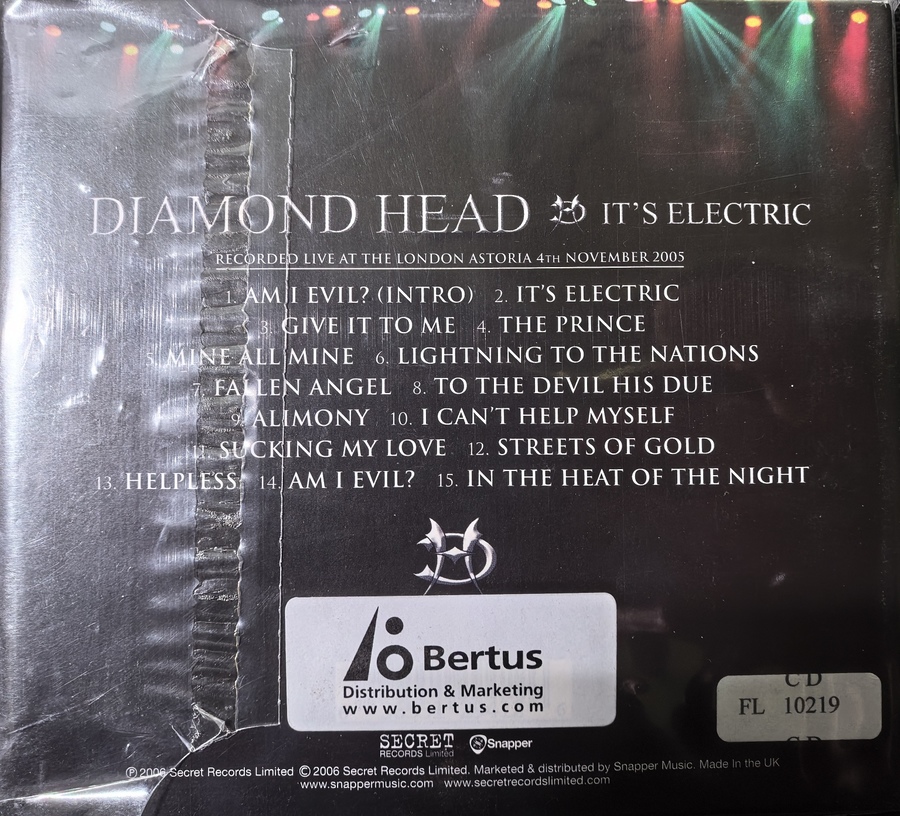 DIAMOND HEAD IT'S ELECTRIC
RECORDED LIVE AT THE LONDON ASTORIA 4TH NOVEMBER 2005
1. AM I EVIL? (INTRO) 2. IT'S ELECTRIC
3. GIVE IT TO ME 4. THE PRINCE
5. MINE ALL MINE 6. LIGHTNING TO THE NATIONS
7. FALLEN ANGEL 8. TO THE DEVIL HIS DUE
9. ALIMONY 10. I CAN'T HELP MYSELF
11. SUCKING MY LOVE 12. STREETS OF GOLD
13. HELPLESS 14. AM I EVIL? 15. IN THE HEAT OF THE NIGHT
Bertus
Distribution & Marketing
www.bertus.com
CD
FL 10219
CD
SECRET
RECORDS Limited
Snapper
℗ 2006 Secret Records Limited © 2006 Secret Records Limited. Marketed & distributed by Snapper Music. Made In the UK
www.snappermusic.com www.secretrecordslimited.com